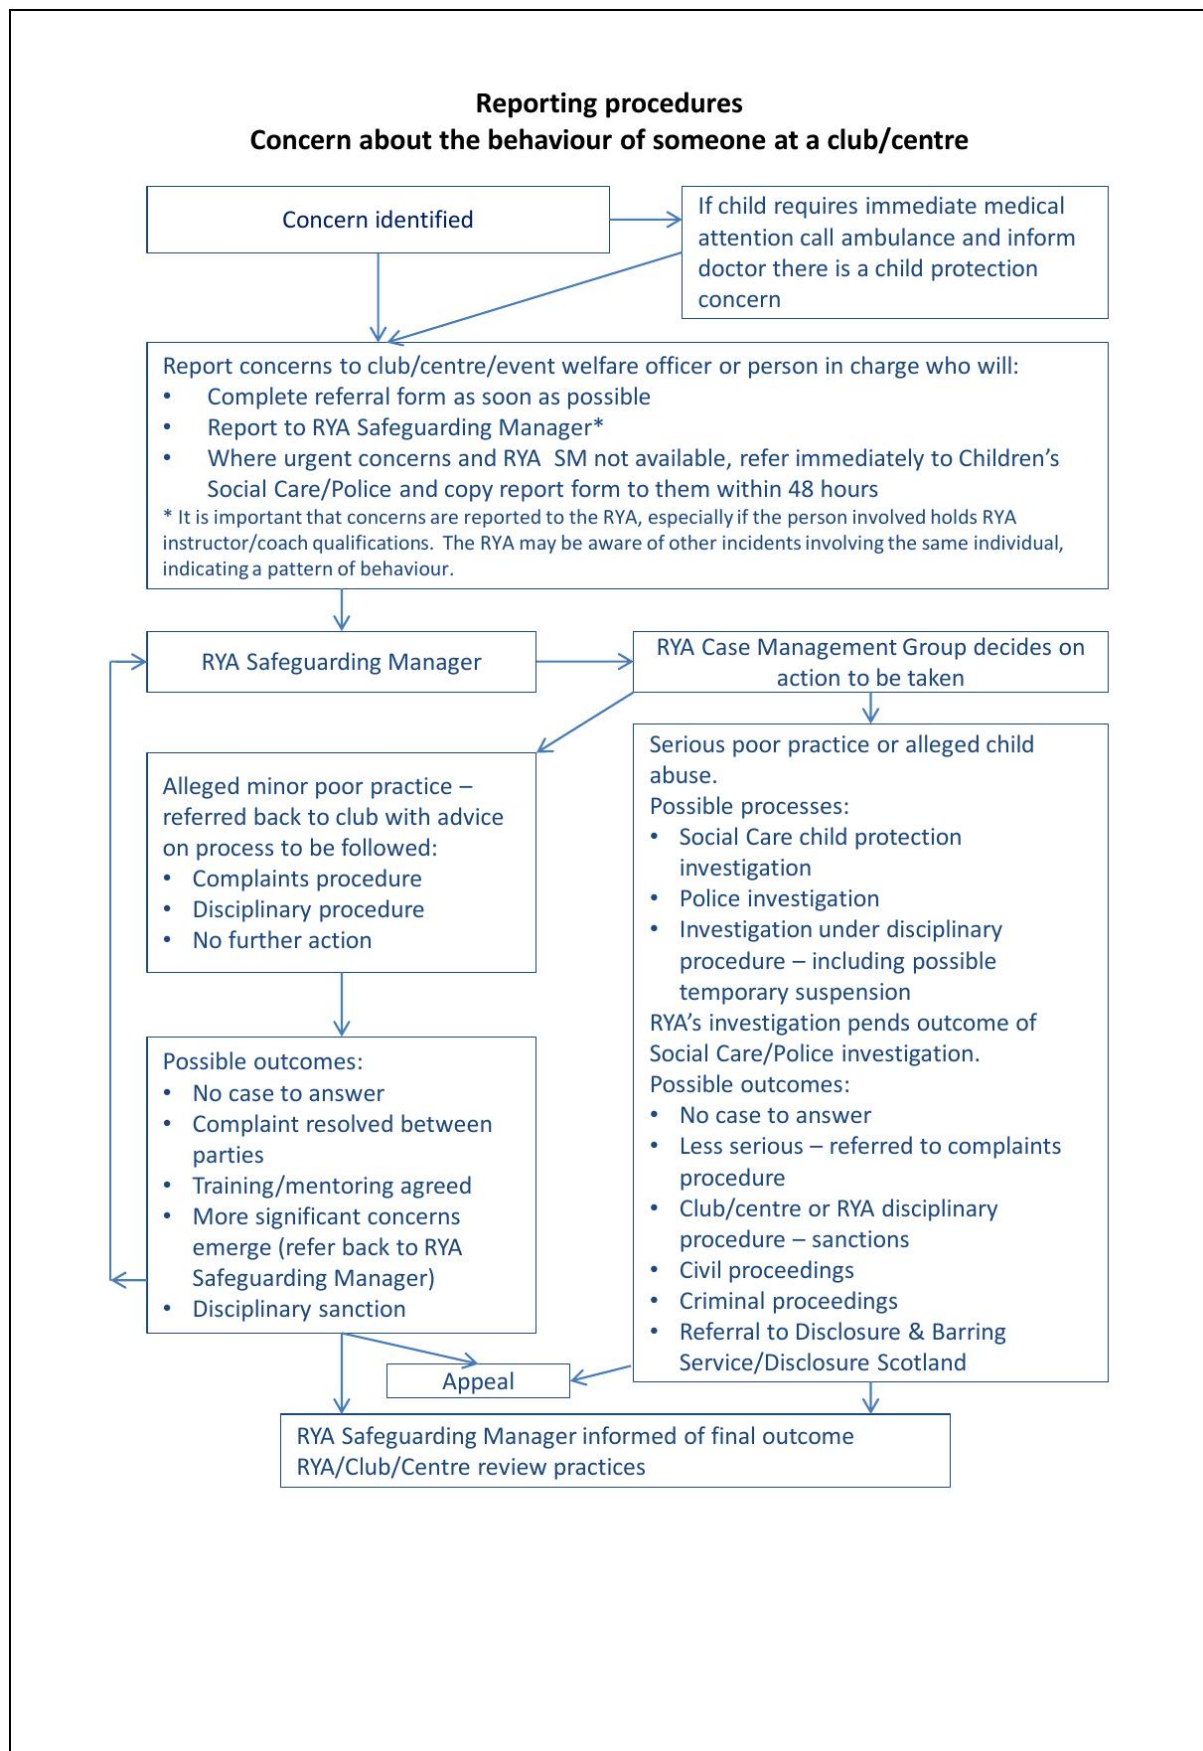 Reporting procedures
Concern about the behaviour of someone at a club/centre
Concern identified
If child requires immediate medical
attention call ambulance and inform
doctor there is a child protection
concern
Report concerns to club/centre/event welfare officer or person in charge who will:
• Complete referral form as soon as possible
• Report to RYA Safeguarding Manager*
• Where urgent concerns and RYA SM not available, refer immediately to Children's
Social Care/Police and copy report form to them within 48 hours
* It is important that concerns are reported to the RYA, especially if the person involved holds RYA
instructor/coach qualifications. The RYA may be aware of other incidents involving the same individual,
indicating a pattern of behaviour.
RYA Safeguarding Manager
RYA Case Management Group decides on
action to be taken
Alleged minor poor practice –
referred back to club with advice
on process to be followed:
• Complaints procedure
• Disciplinary procedure
• No further action
Possible outcomes:
• No case to answer
• Complaint resolved between
parties
• Training/mentoring agreed
• More significant concerns
emerge (refer back to RYA
Safeguarding Manager)
• Disciplinary sanction
Serious poor practice or alleged child
abuse.
Possible processes:
• Social Care child protection
investigation
• Police investigation
• Investigation under disciplinary
procedure – including possible
temporary suspension
RYA's investigation pends outcome of
Social Care/Police investigation.
Possible outcomes:
• No case to answer
• Less serious – referred to complaints
procedure
• Club/centre or RYA disciplinary
procedure – sanctions
• Civil proceedings
• Criminal proceedings
• Referral to Disclosure & Barring
Service/Disclosure Scotland
Appeal
RYA Safeguarding Manager informed of final outcome
RYA/Club/Centre review practices